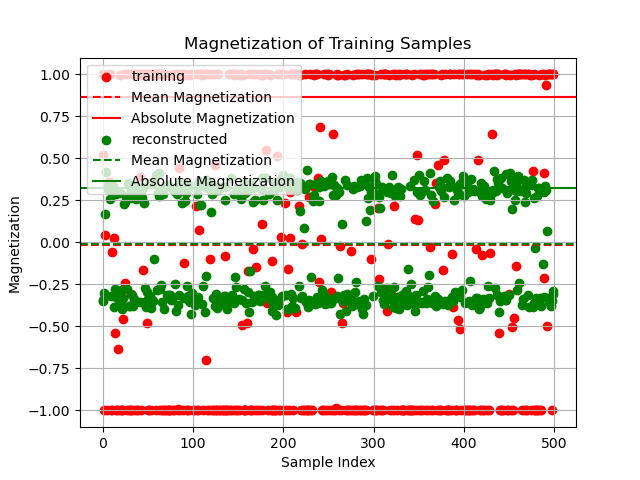 Magnetization of Training Samples
training
Mean Magnetization
Absolute Magnetization
reconstructed
Mean Magnetization
Absolute Magnetization
Magnetization
1.00
0.75
0.50
0.25
0.00
−0.25
−0.50
−0.75
−1.00
0 100 200 300 400 500
Sample Index